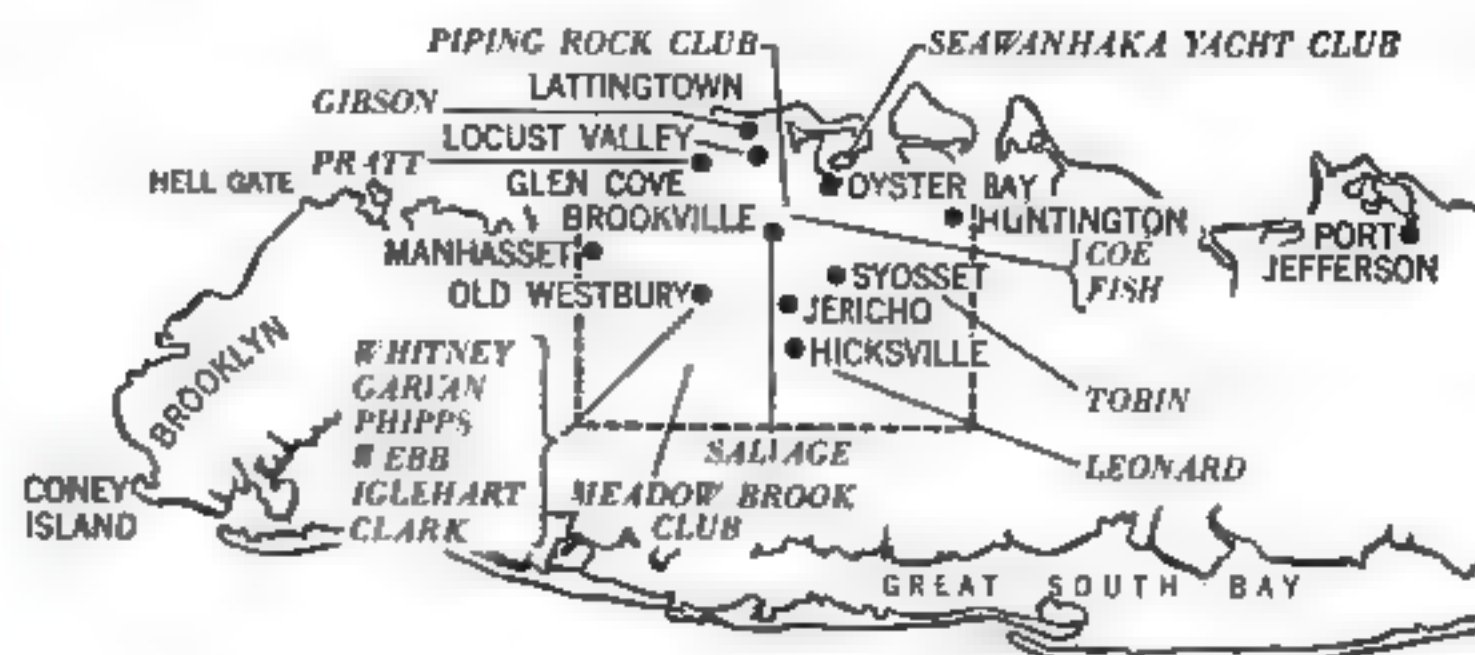 PIPING ROCK CLUB
SEAWANHAKA YACHT CLUB
LATTINGTOWN
GIBSON
LOCUST VALLEY
PRATT
HELL GATE
GLEN COVE
OYSTER BAY
BROOKVILLE
HUNTINGTON
PORT
JEFFERSON
MANHASSET
COE
FISH
SYOSSET
OLD WESTBURY
JERICHO
HICKSVILLE
BROOKLYN
WHITNEY
GARVAN
PHIPPS
WEBB
IGLEHART
CLARK
TOBIN
SALVAGE
LEONARD
MEADOW BROOK
CLUB
CONEY
ISLAND
GREAT SOUTH BAY